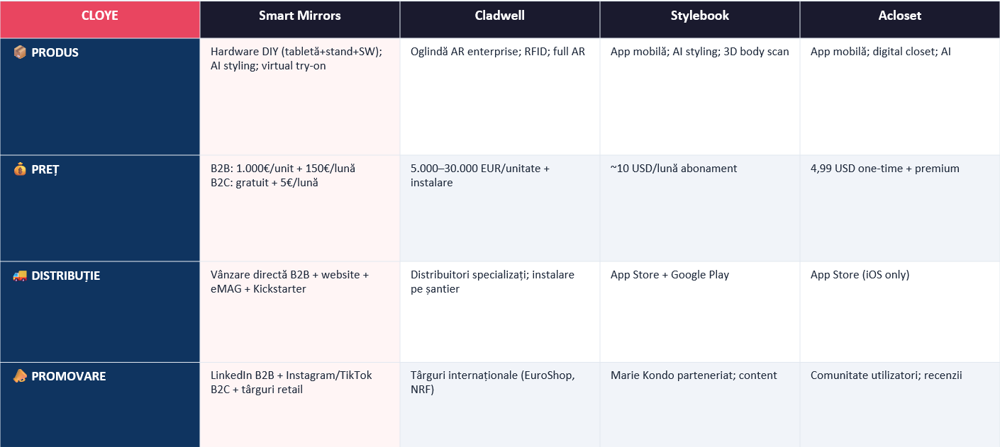 CLOYE
Smart Mirrors
Cladwell
Stylebook
Acloset
📦 PRODUS
Hardware DIY (tabletă+stand+SW);
AI styling; virtual try-on
Oglindă AR enterprise; RFID; full AR
App mobilă; AI styling; 3D body scan
App mobilă; digital closet; AI
💰 PREȚ
B2B: 1.000€/unit + 150€/lună
B2C: gratuit + 5€/lună
5.000–30.000 EUR/unitate +
instalare
~10 USD/lună abonament
4,99 USD one-time + premium
🚚 DISTRIBUȚIE
Vânzare directă B2B + website +
eMAG + Kickstarter
Distribuitori specializați; instalare
pe șantier
App Store + Google Play
App Store (iOS only)
📣 PROMOVARE
LinkedIn B2B + Instagram/TikTok
B2C + târguri retail
Târguri internaționale (EuroShop,
NRF)
Marie Kondo parteneriat; content
Comunitate utilizatori; recenzii